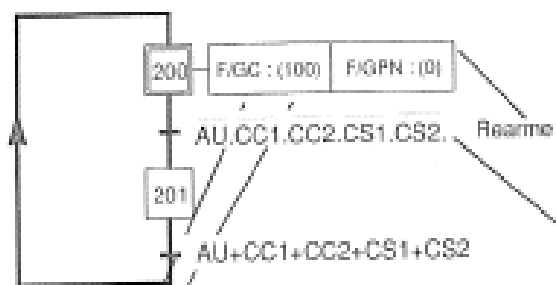 200 F/GC : (100) F/GPN : (0)
AU.CC1.CC2.CS1.CS2. Rearme
201
AU+CC1+CC2+CS1+CS2